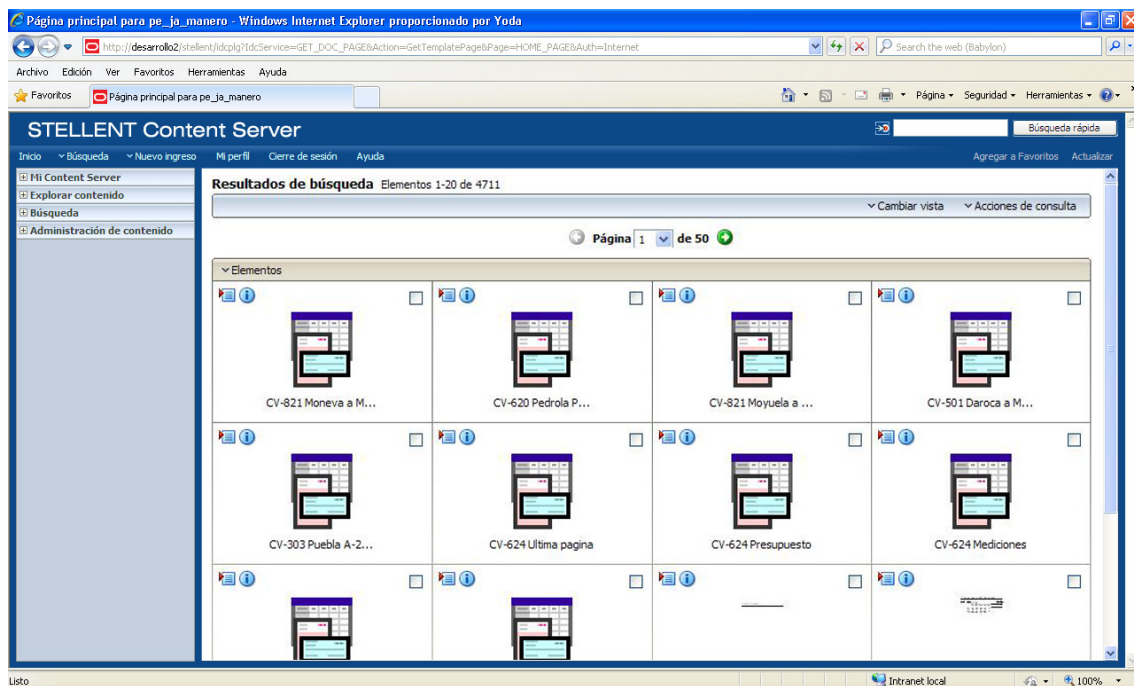 Página principal para pe_ja_manero - Windows Internet Explorer proporcionado por Yoda
http://desarrollo2/stellent/idcplg?IdcService=GET_DOC_PAGE&Action=GetTemplatePage&Page=HOME_PAGE&Auth=Internet
Search the web (Babylon)
Archivo Edición Ver Favoritos Herramientas Ayuda
Favoritos Página principal para pe_ja_manero Página Seguridad Herramientas
STELLENT Content Server Búsqueda rápida
Inicio Búsqueda Nuevo ingreso Mi perfil Cierre de sesión Ayuda Agregar a Favoritos Actualizar
Mi Content Server
Explorar contenido
Búsqueda
Administración de contenido
Resultados de búsqueda Elementos 1-20 de 4711
Cambiar vista Acciones de consulta
Página 1 de 50
Elementos
CV-821 Moneva a M... CV-620 Pedrola P... CV-821 Moyuela a ... CV-501 Daroca a M...
CV-303 Puebla A-2... CV-624 Ultima pagina CV-624 Presupuesto CV-624 Mediciones
Listo Intranet local 100%